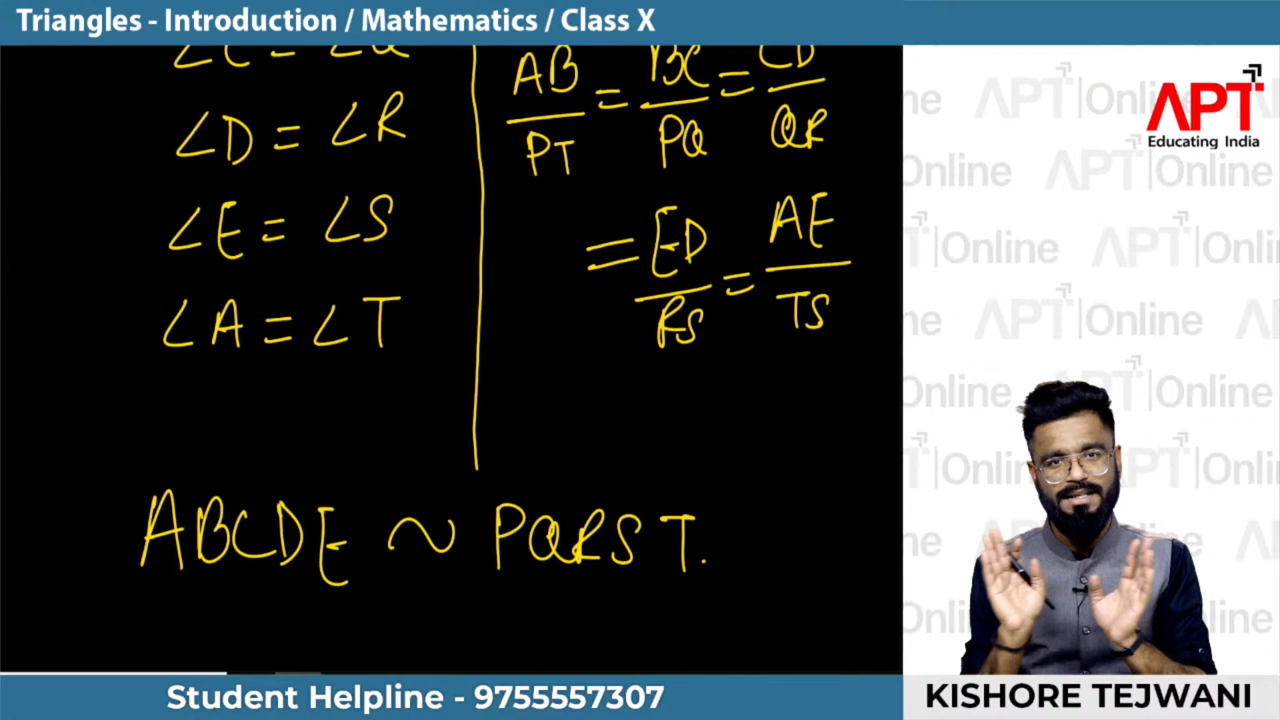 Triangles - Introduction / Mathematics / Class X
∠C = ∠Q
∠D = ∠R
∠E = ∠S
∠A = ∠T
AB/PT = BC/PQ = CD/QR
= ED/RS = AE/TS
ABCDE ~ PQRST.
APT
Educating India
APT|Online
Student Helpline - 9755557307
KISHORE TEJWANI